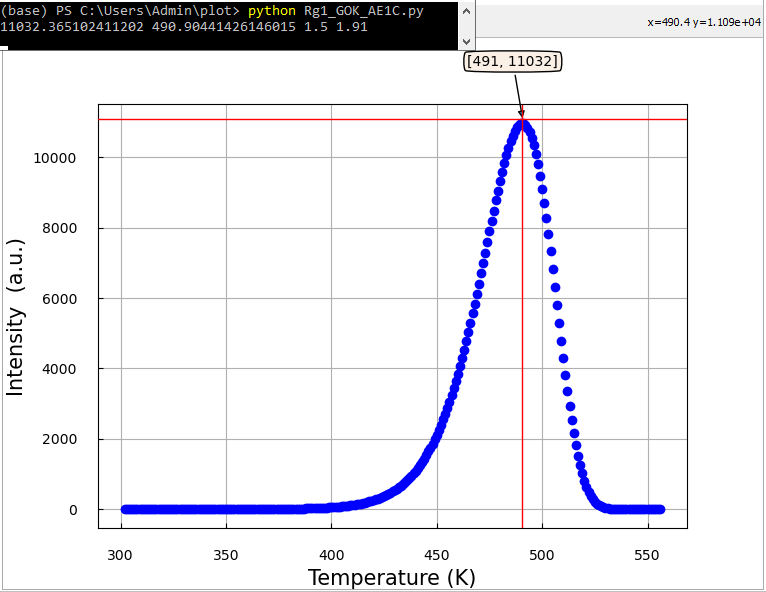 (base) PS C:\Users\Admin\plot> python Rg1_GOK_AE1C.py
11032.365102411202 490.90441426146015 1.5 1.91
x=490.4 y=1.109e+04
[491, 11032]
10000
8000
6000
4000
2000
0
Intensity (a.u.)
300 350 400 450 500 550
Temperature (K)